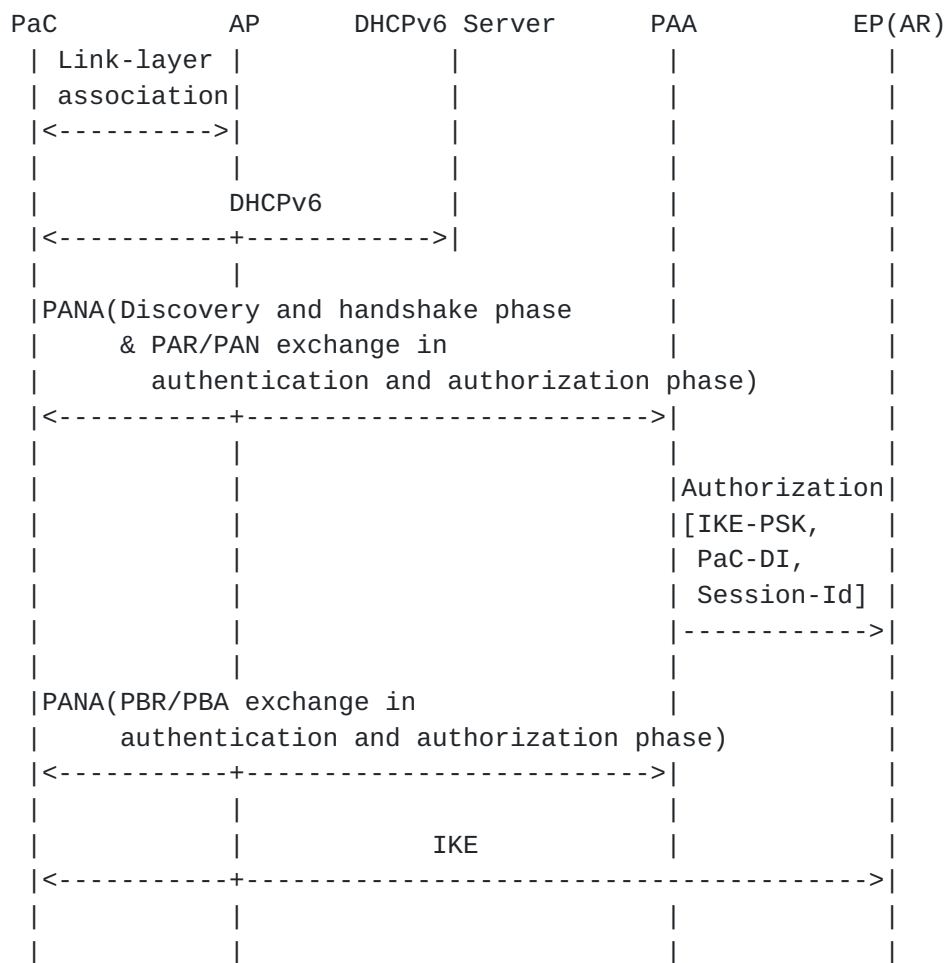 PaC AP DHCPv6 Server PAA EP(AR)
| Link-layer | | | |
| association| | | |
|<---------->| | | |
| | | | |
| DHCPv6 | | |
|<-----------+------------>| | |
| | | |
|PANA(Discovery and handshake phase | |
| & PAR/PAN exchange in | |
| authentication and authorization phase) |
|<-----------+-------------------------->| |
| | | |
| | |Authorization|
| | |[IKE-PSK, |
| | | PaC-DI, |
| | | Session-Id] |
| | |------------>|
| | | |
|PANA(PBR/PBA exchange in | |
| authentication and authorization phase) |
|<-----------+-------------------------->| |
| | | |
| | IKE | |
|<-----------+---------------------------------------->|
| | | |
| | | |